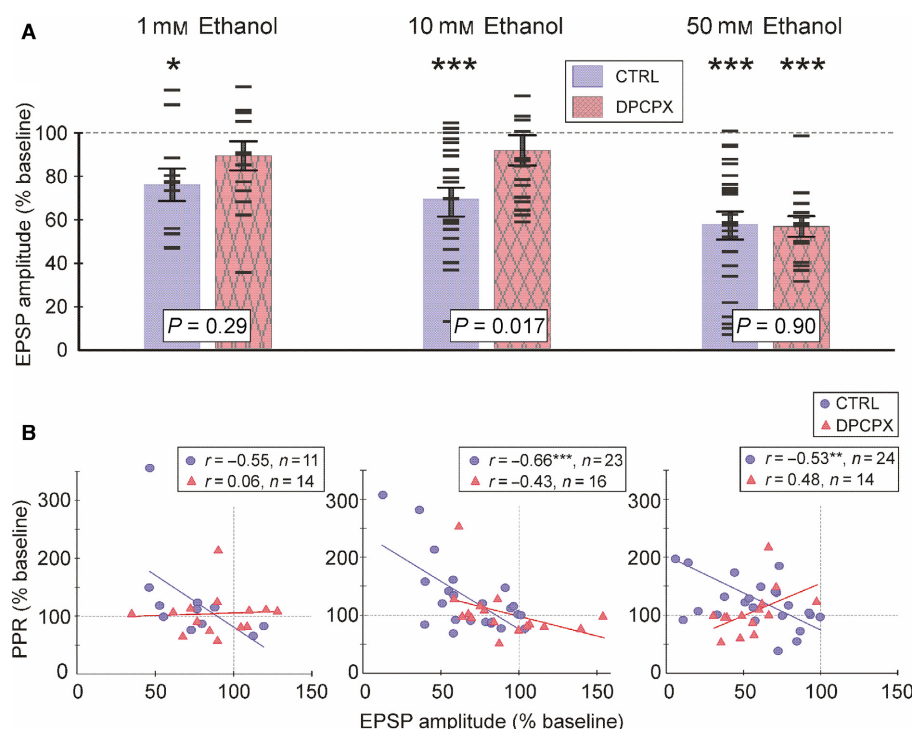 A
1 mM Ethanol
10 mM Ethanol
50 mM Ethanol
*
***
***
***
CTRL
DPCPX
EPSP amplitude (% baseline)
100
80
60
40
20
0
P = 0.29
P = 0.017
P = 0.90
B
CTRL
DPCPX
r = –0.55, n = 11
r = 0.06, n = 14
r = –0.66***, n = 23
r = –0.43, n = 16
r = –0.53**, n = 24
r = 0.48, n = 14
PPR (% baseline)
300
200
100
0
300
200
100
0
300
200
100
0
0 50 100 150
0 50 100 150
0 50 100 150
EPSP amplitude (% baseline)